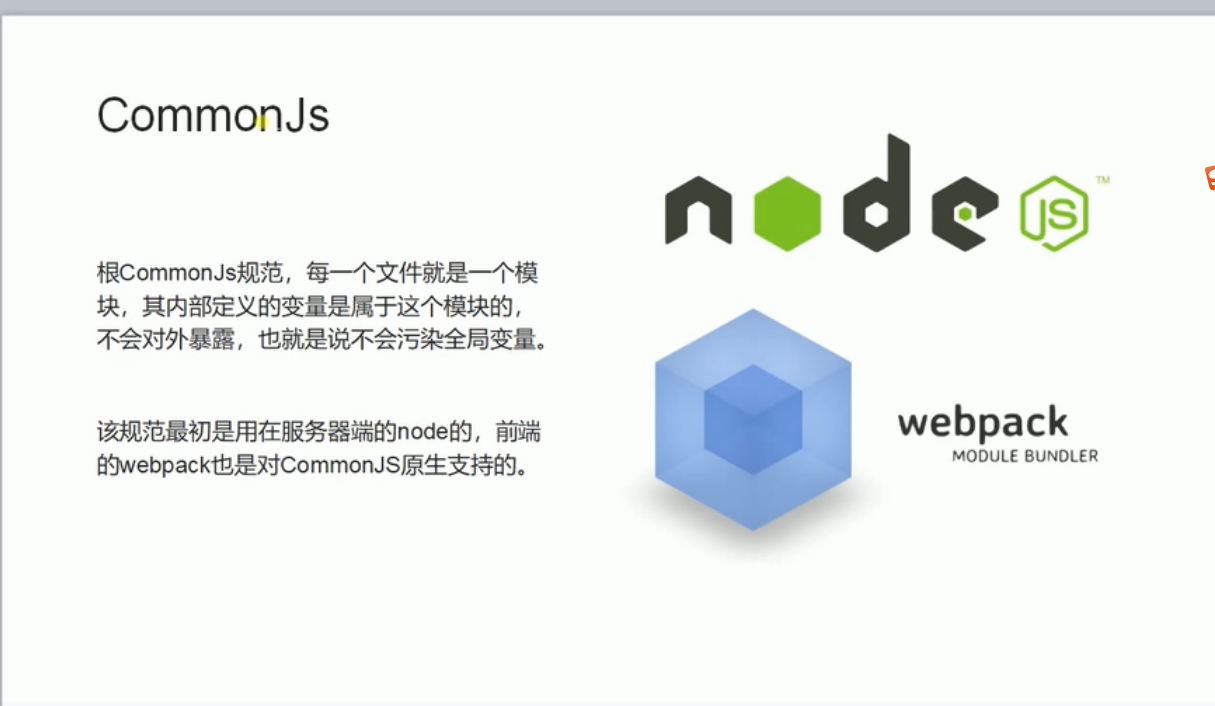 CommonJs
根CommonJs规范，每一个文件就是一个模
块，其内部定义的变量是属于这个模块的，
不会对外暴露，也就是说不会污染全局变量。
该规范最初是用在服务器端的node的，前端
的webpack也是对CommonJS原生支持的。
node JS TM
webpack
MODULE BUNDLER